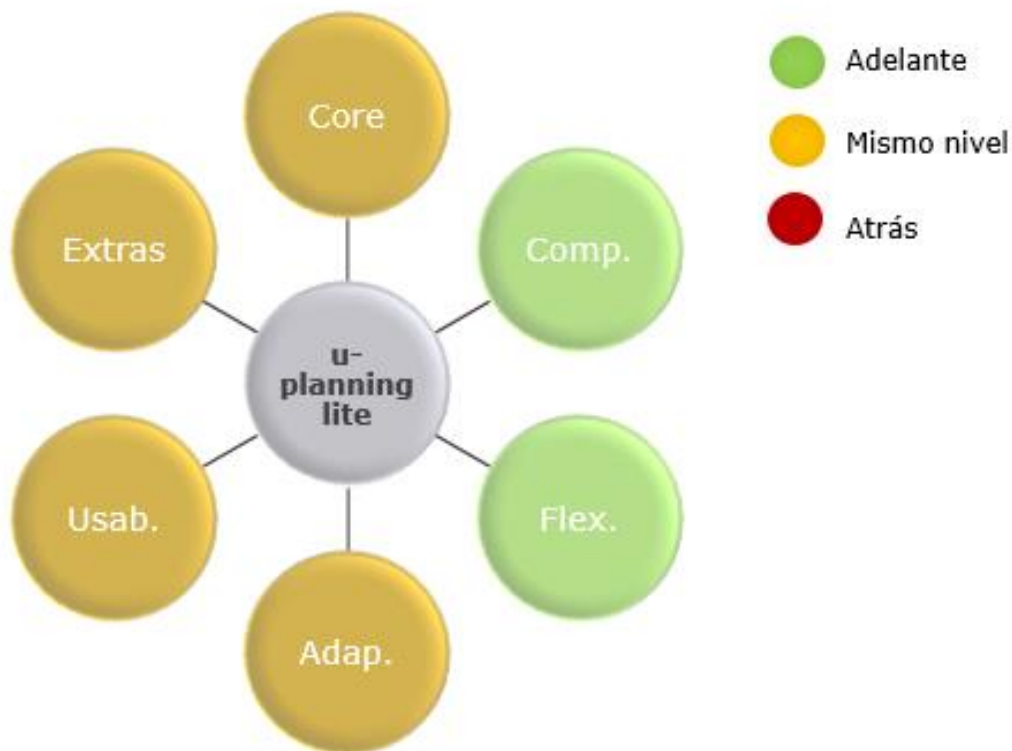 Core
Adelante
Mismo nivel
Atrás
Extras
Comp.
u-
planning
lite
Usab.
Flex.
Adap.